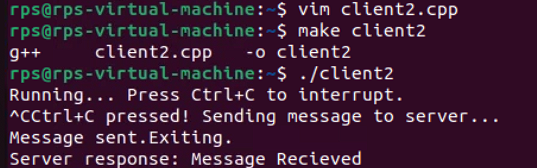 rps@rps-virtual-machine:~$ vim client2.cpp
rps@rps-virtual-machine:~$ make client2
g++     client2.cpp   -o client2
rps@rps-virtual-machine:~$ ./client2
Running... Press Ctrl+C to interrupt.
^CCtrl+C pressed! Sending message to server...
Message sent.Exiting.
Server response: Message Recieved